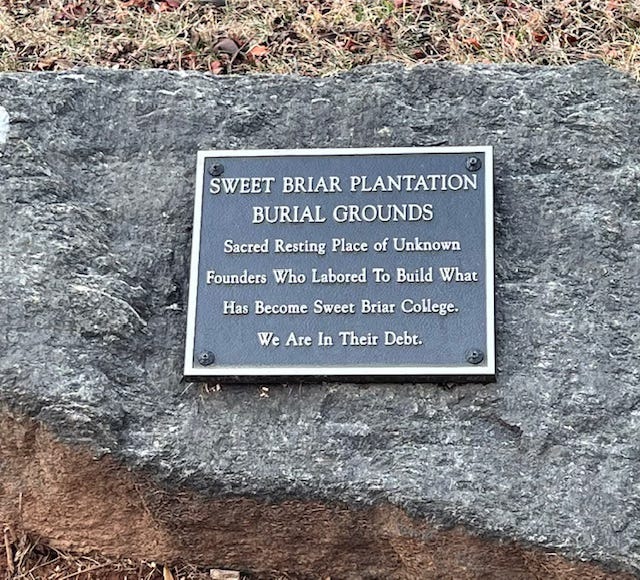 SWEET BRIAR PLANTATION
BURIAL GROUNDS
Sacred Resting Place of Unknown
Founders Who Labored To Build What
Has Become Sweet Briar College.
We Are In Their Debt.